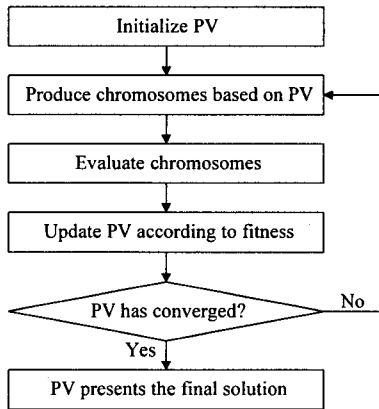 Initialize PV
Produce chromosomes based on PV
Evaluate chromosomes
Update PV according to fitness
PV has converged?
No
Yes
PV presents the final solution